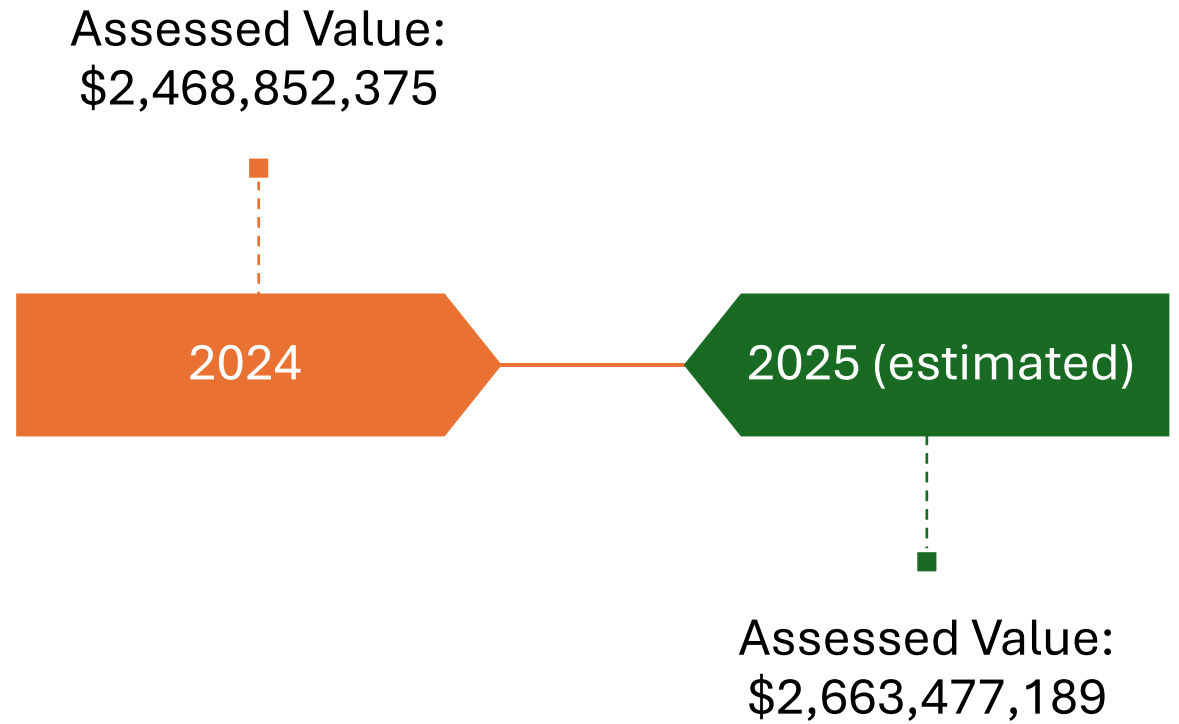 Assessed Value:
$2,468,852,375
2024
2025 (estimated)
Assessed Value:
$2,663,477,189